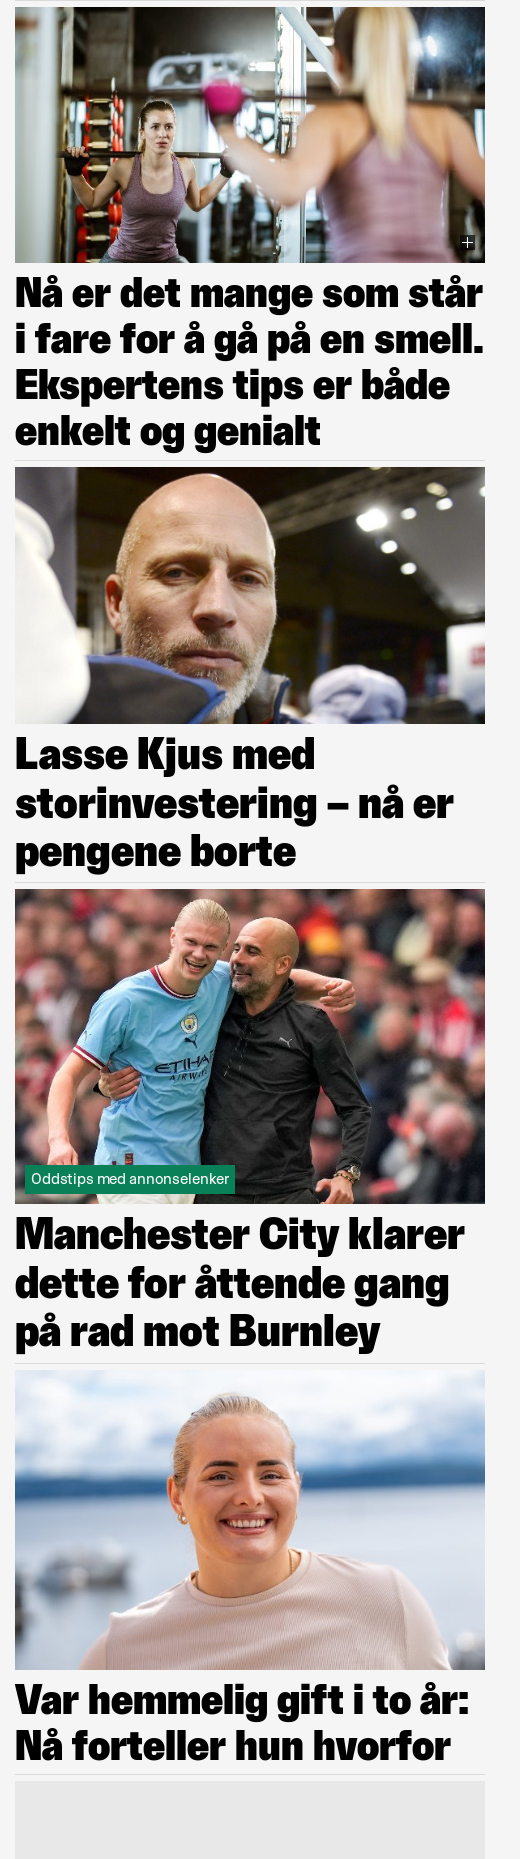 Nå er det mange som står
i fare for å gå på en smell.
Ekspertens tips er både
enkelt og genialt
Lasse Kjus med
storinvestering – nå er
pengene borte
ETIHAD
AIRWAYS
Oddstips med annonselenker
Manchester City klarer
dette for åttende gang
på rad mot Burnley
Var hemmelig gift i to år:
Nå forteller hun hvorfor